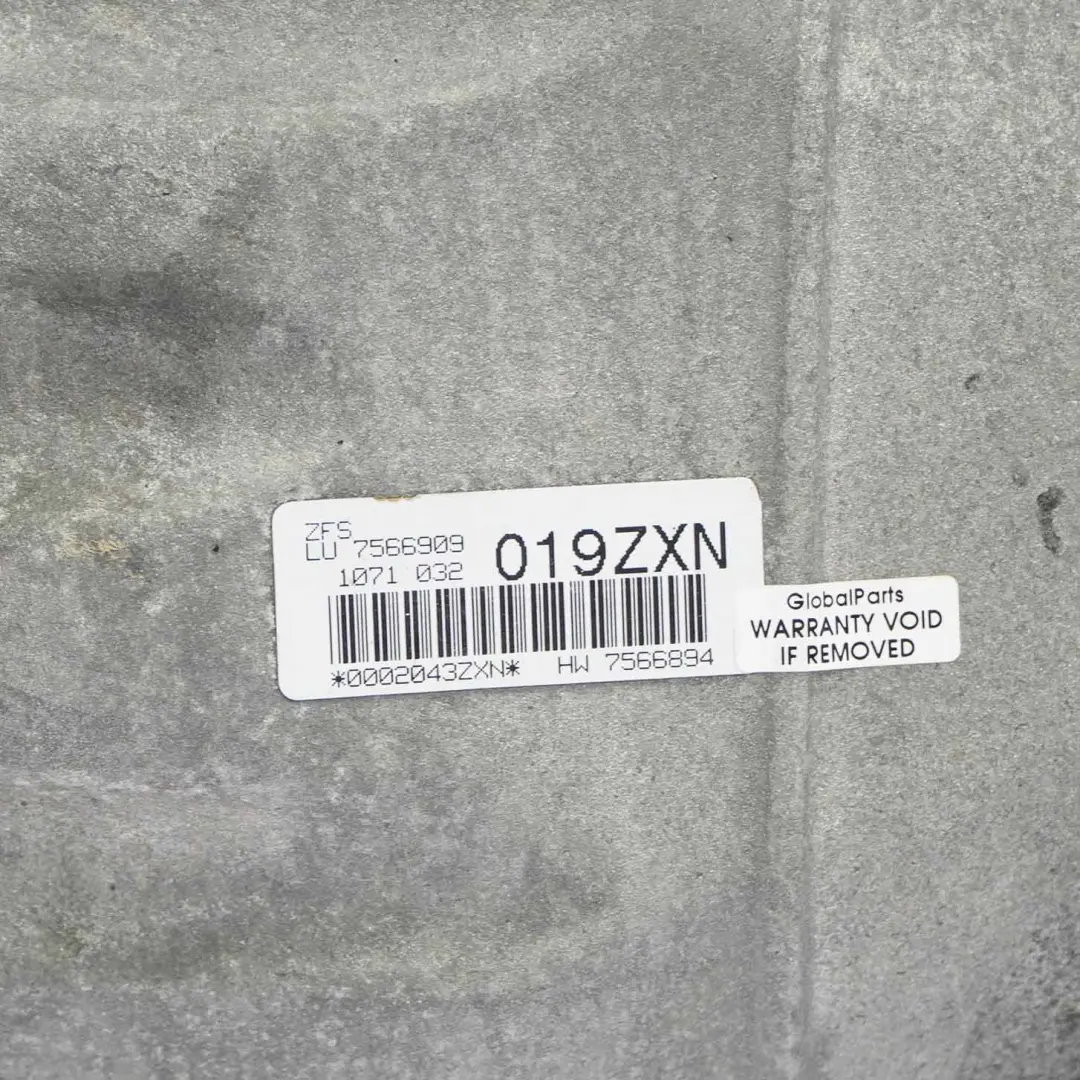 ZFS
LU 7566909
1071 032
019ZXN
*0002043ZXN* HW 7566894
GlobalParts
WARRANTY VOID
IF REMOVED